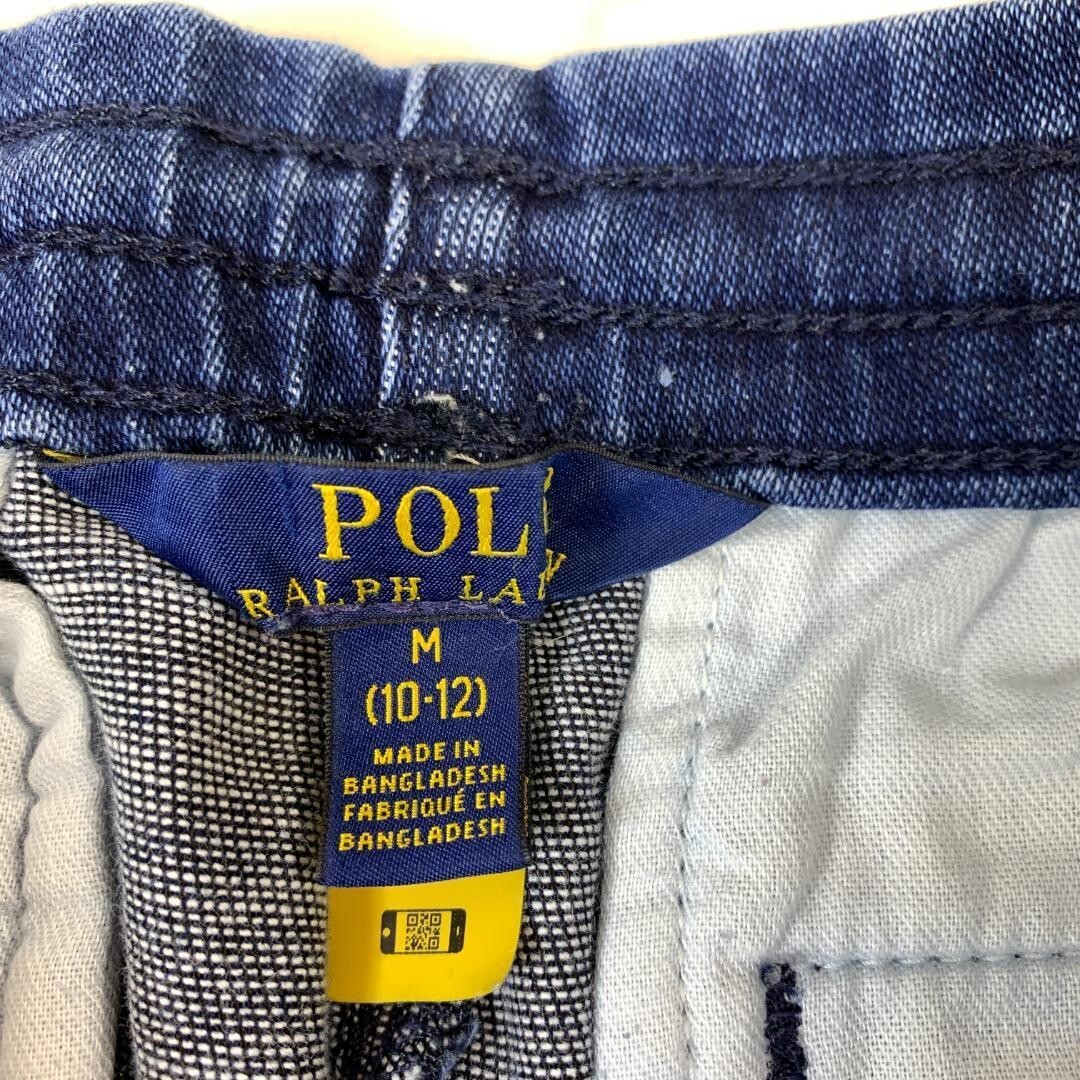 POL
RALPH LA
M
(10-12)
MADE IN
BANGLADESH
FABRIQUÉ EN
BANGLADESH